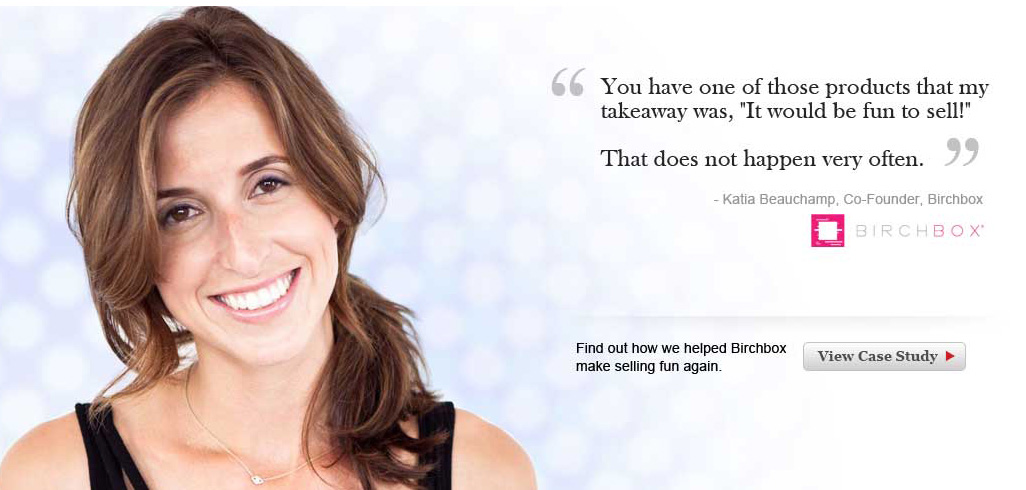 “ You have one of those products that my
takeaway was, "It would be fun to sell!"
That does not happen very often. ”
- Katia Beauchamp, Co-Founder, Birchbox
BIRCHBOX
Find out how we helped Birchbox
make selling fun again.
View Case Study